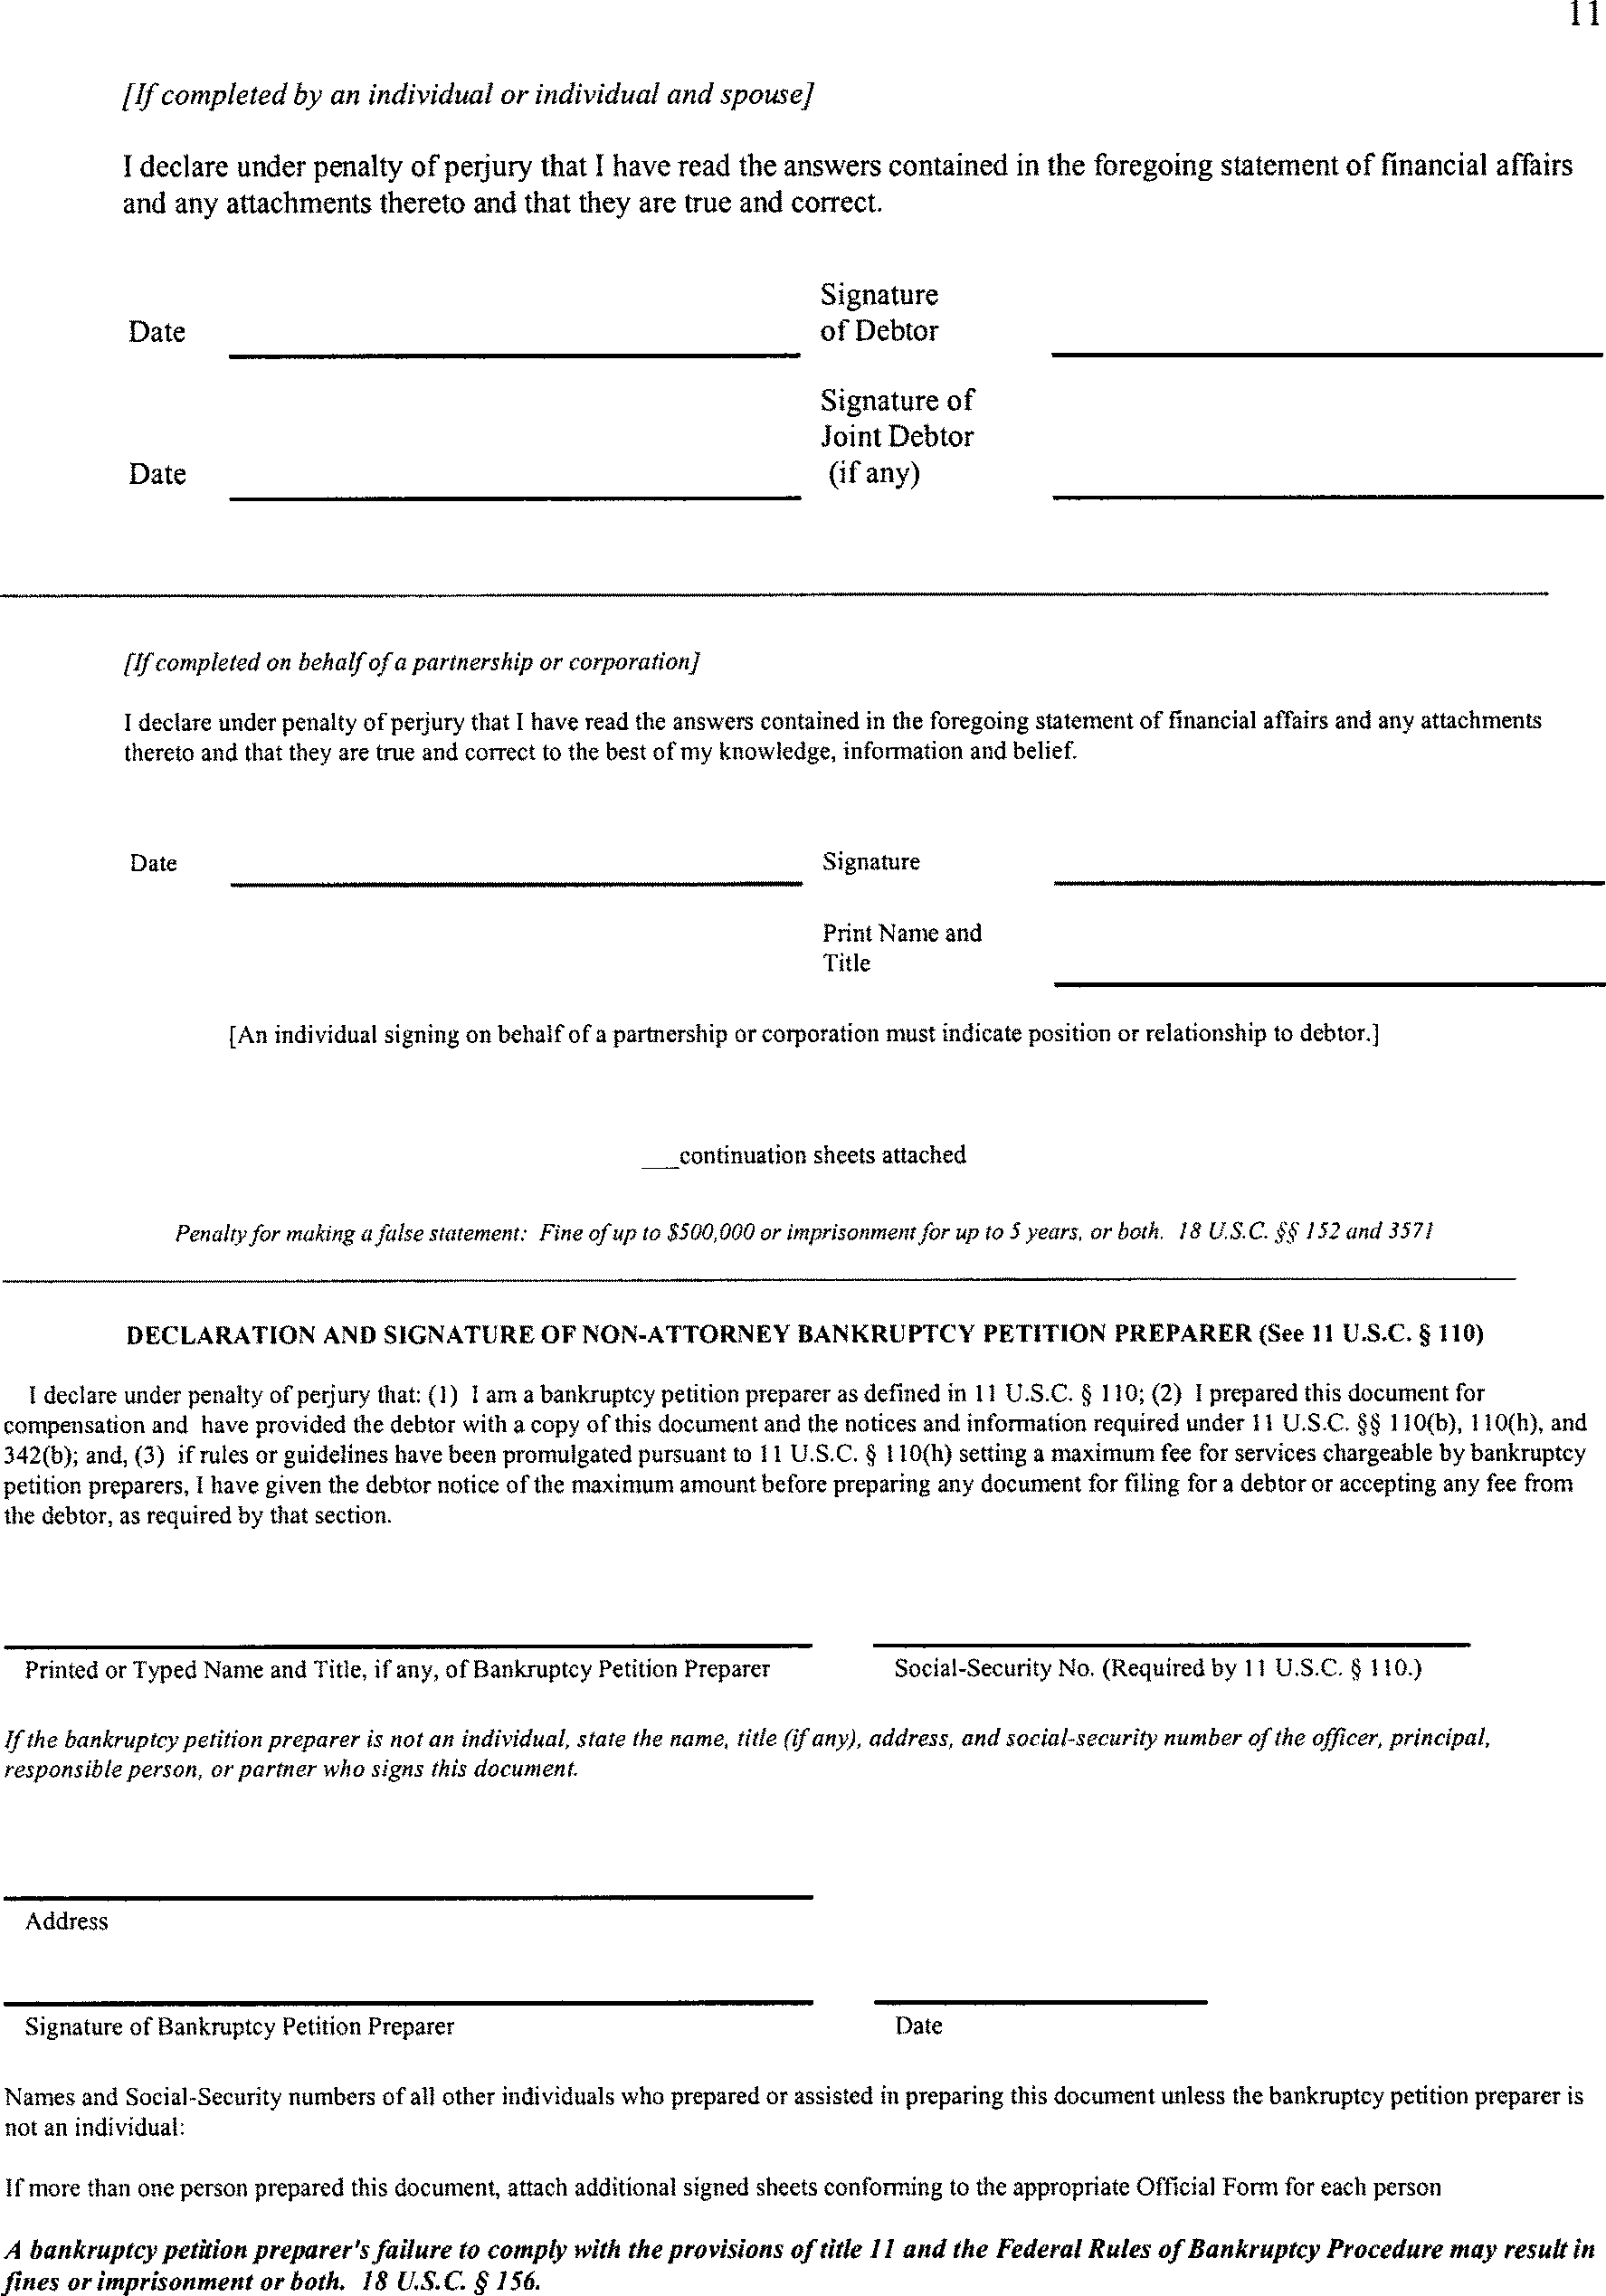 11
[If completed by an individual or individual and spouse]
I declare under penalty of perjury that I have read the answers contained in the foregoing statement of financial affairs
and any attachments thereto and that they are true and correct.
Signature
Date of Debtor
Signature of
Joint Debtor
Date (if any)
[If completed on behalf of a partnership or corporation]
I declare under penalty of perjury that I have read the answers contained in the foregoing statement of financial affairs and any attachments
thereto and that they are true and correct to the best of my knowledge, information and belief.
Date Signature
Print Name and
Title
[An individual signing on behalf of a partnership or corporation must indicate position or relationship to debtor.]
___continuation sheets attached
Penalty for making a false statement: Fine of up to $500,000 or imprisonment for up to 5 years, or both. 18 U.S.C. §§ 152 and 3571
DECLARATION AND SIGNATURE OF NON-ATTORNEY BANKRUPTCY PETITION PREPARER (See 11 U.S.C. § 110)
I declare under penalty of perjury that: (1) I am a bankruptcy petition preparer as defined in 11 U.S.C. § 110; (2) I prepared this document for
compensation and have provided the debtor with a copy of this document and the notices and information required under 11 U.S.C. §§ 110(b), 110(h), and
342(b); and, (3) if rules or guidelines have been promulgated pursuant to 11 U.S.C. § 110(h) setting a maximum fee for services chargeable by bankruptcy
petition preparers, I have given the debtor notice of the maximum amount before preparing any document for filing for a debtor or accepting any fee from
the debtor, as required by that section.
Printed or Typed Name and Title, if any, of Bankruptcy Petition Preparer Social-Security No. (Required by 11 U.S.C. § 110.)
If the bankruptcy petition preparer is not an individual, state the name, title (if any), address, and social-security number of the officer, principal,
responsible person, or partner who signs this document.
Address
Signature of Bankruptcy Petition Preparer Date
Names and Social-Security numbers of all other individuals who prepared or assisted in preparing this document unless the bankruptcy petition preparer is
not an individual:
If more than one person prepared this document, attach additional signed sheets conforming to the appropriate Official Form for each person
A bankruptcy petition preparer's failure to comply with the provisions of title 11 and the Federal Rules of Bankruptcy Procedure may result in
fines or imprisonment or both. 18 U.S.C. § 156.